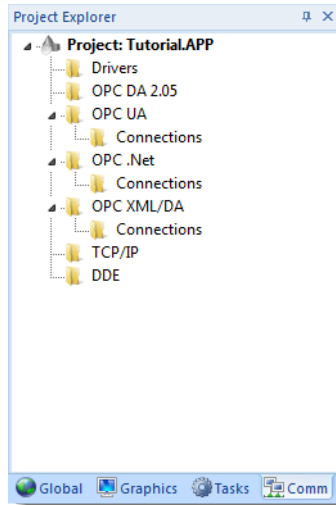 Project Explorer
Project: Tutorial.APP
Drivers
OPC DA 2.05
OPC UA
Connections
OPC .Net
Connections
OPC XML/DA
Connections
TCP/IP
DDE
Global Graphics Tasks Comm